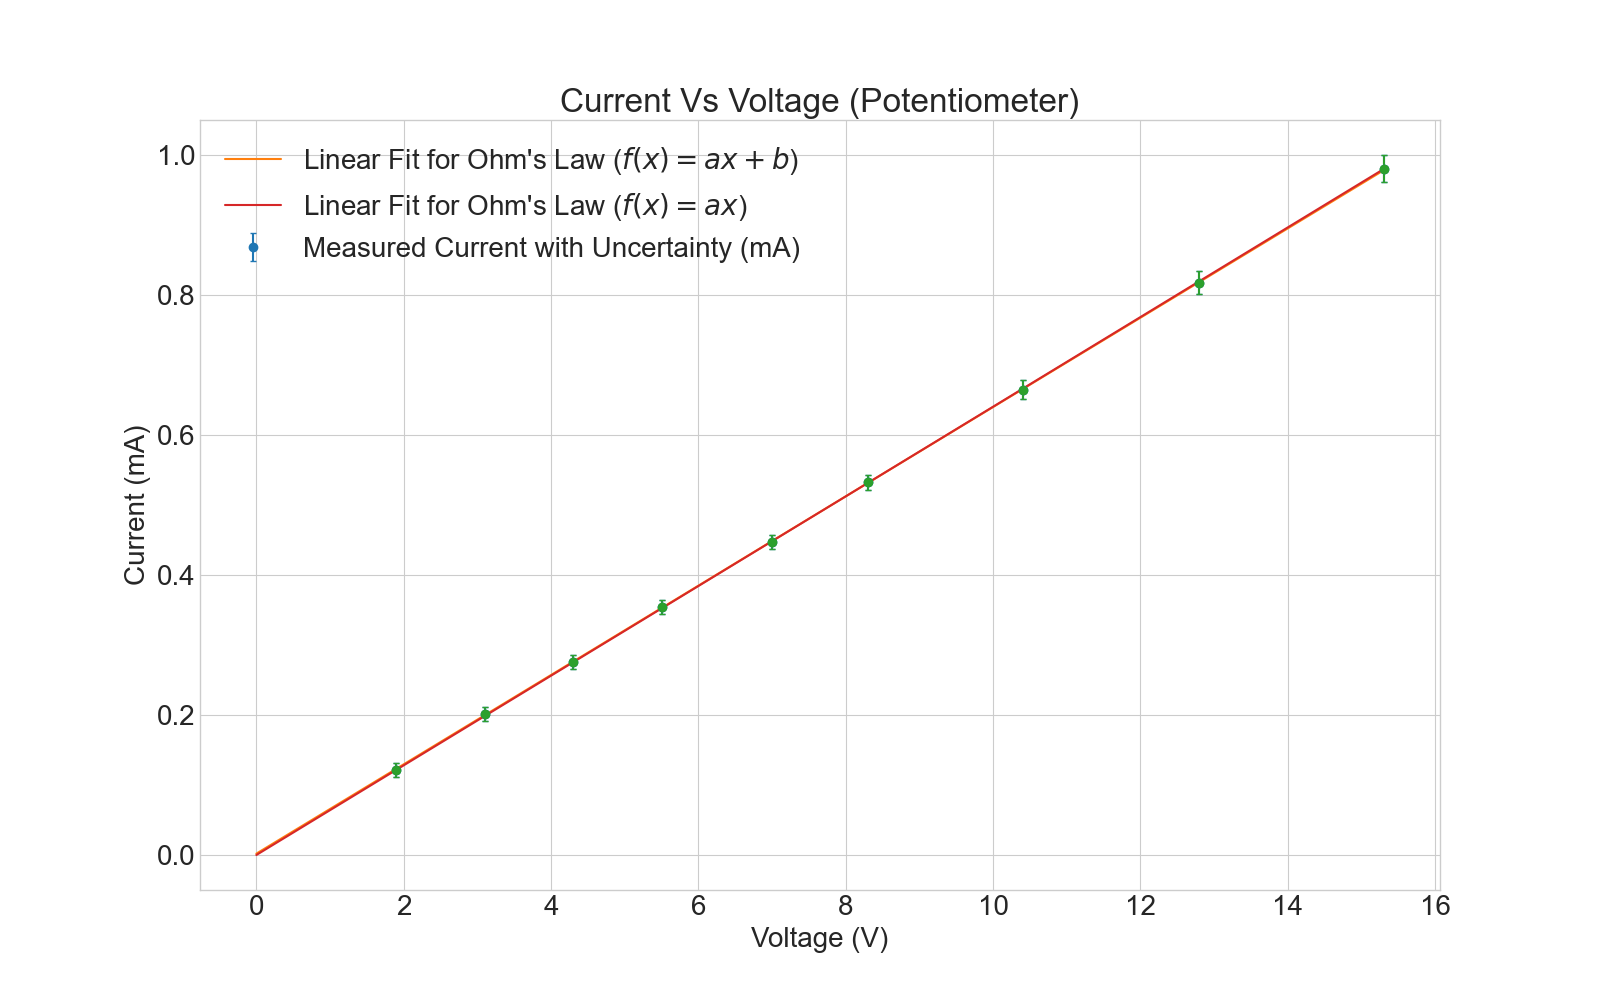 Current Vs Voltage (Potentiometer)
Linear Fit for Ohm's Law (f(x) = ax + b)
Linear Fit for Ohm's Law (f(x) = ax)
Measured Current with Uncertainty (mA)
1.0
0.8
0.6
0.4
0.2
0.0
Current (mA)
0 2 4 6 8 10 12 14 16
Voltage (V)